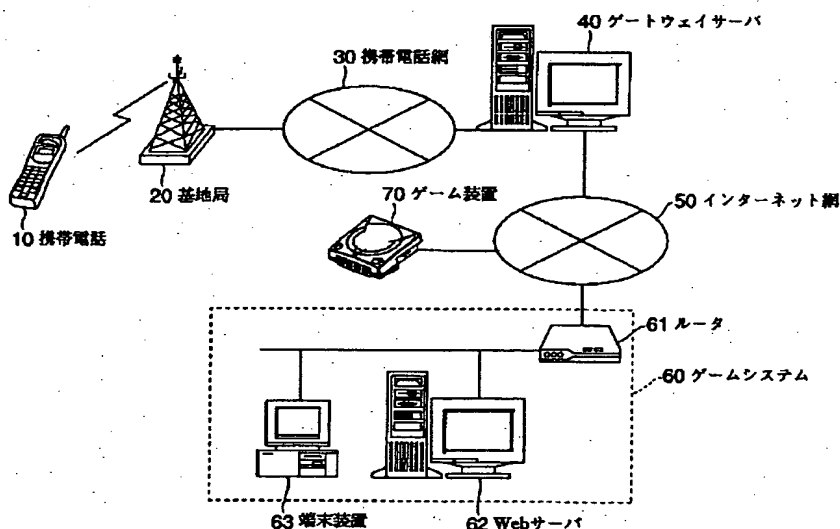 40 ゲートウェイサーバ
30 携帯電話網
20 基地局
10 携帯電話
70 ゲーム装置
50 インターネット網
61 ルータ
60 ゲームシステム
63 端末装置
62 Webサーバ